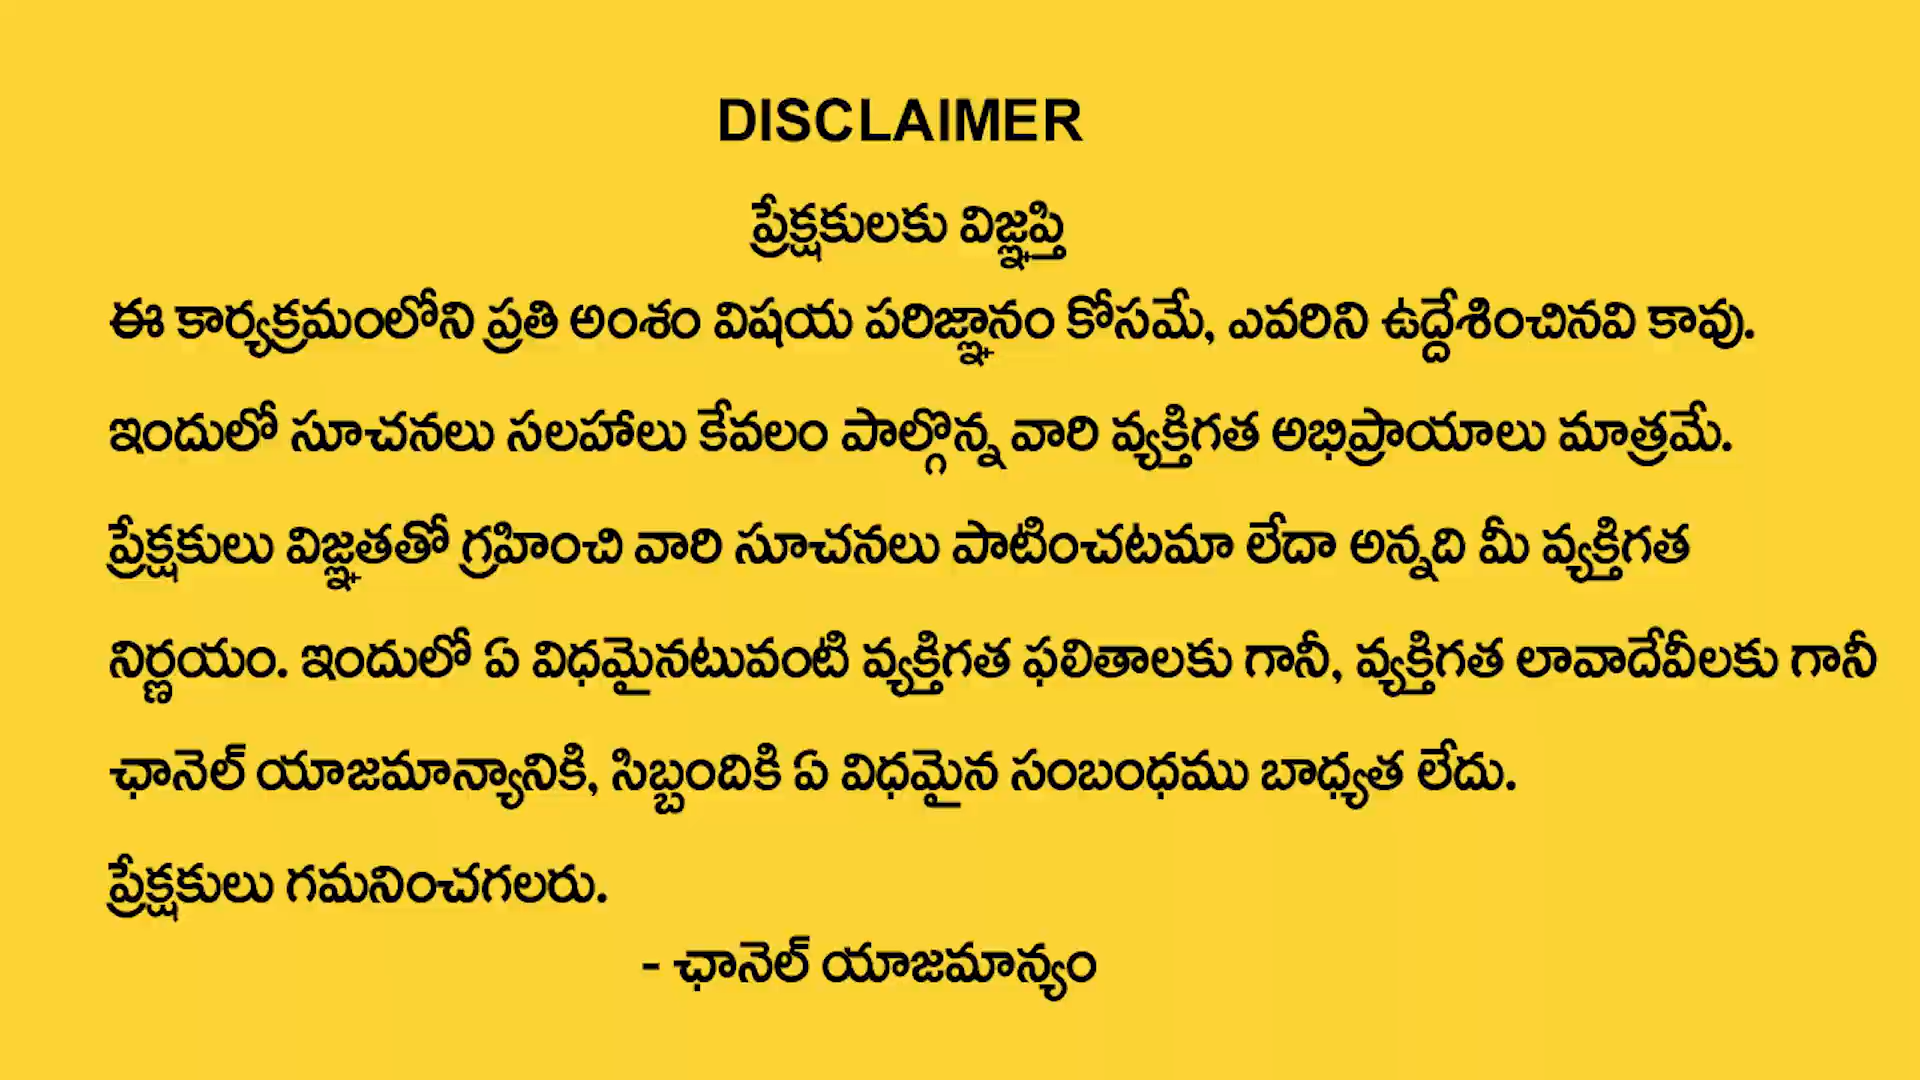 DISCLAIMER
ప్రేక్షకులకు విజ్ఞప్తి
ఈ కార్యక్రమంలోని ప్రతి అంశం విషయ పరిజ్ఞానం కోసమే, ఎవరిని ఉద్దేశించినవి కావు.
ఇందులో సూచనలు సలహాలు కేవలం పాల్గొన్న వారి వ్యక్తిగత అభిప్రాయాలు మాత్రమే.
ప్రేక్షకులు విజ్ఞతతో గ్రహించి వారి సూచనలు పాటించటమా లేదా అన్నది మీ వ్యక్తిగత
నిర్ణయం. ఇందులో ఏ విధమైనటువంటి వ్యక్తిగత ఫలితాలకు గానీ, వ్యక్తిగత లావాదేవీలకు గానీ
ఛానెల్ యాజమాన్యానికి, సిబ్బందికి ఏ విధమైన సంబంధము బాధ్యత లేదు.
ప్రేక్షకులు గమనించగలరు.
- ఛానెల్ యాజమాన్యం